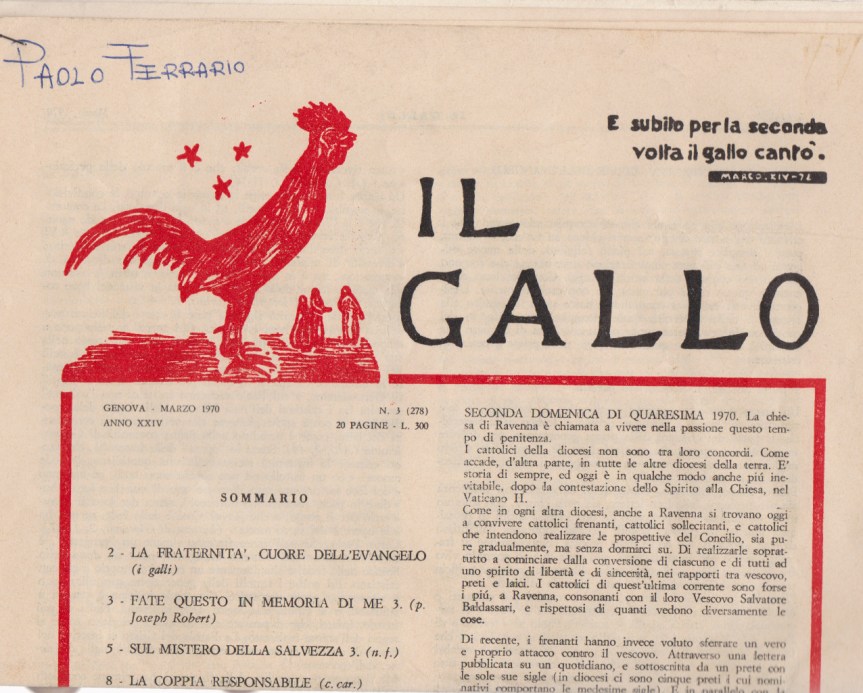 PAOLO FERRARIO
E subito per la seconda
volta il gallo cantò.
MARCO.XIV-72
IL
GALLO
GENOVA - MARZO 1970
ANNO XXIV
N. 3 (278)
20 PAGINE - L. 300
SOMMARIO
2 - LA FRATERNITA', CUORE DELL'EVANGELO
(i galli)
3 - FATE QUESTO IN MEMORIA DI ME 3. (p.
Joseph Robert)
5 - SUL MISTERO DELLA SALVEZZA 3. (n. f.)
8 - LA COPPIA RESPONSABILE (c. car.)
SECONDA DOMENICA DI QUARESIMA 1970. La chie-
sa di Ravenna è chiamata a vivere nella passione questo tem-
po di penitenza.
I cattolici della diocesi non sono tra loro concordi. Come
accade, d'altra parte, in tutte le altre diocesi della terra. E'
storia di sempre, ed oggi è in qualche modo anche piú ine-
vitabile, dopo la contestazione dello Spirito alla Chiesa, nel
Vaticano II.
Come in ogni altra diocesi, anche a Ravenna si trovano oggi
a convivere cattolici frenanti, cattolici sollecitanti, e cattolici
che intendono realizzare le prospettive del Concilio, sia pu-
re gradualmente, ma senza dormirci su. Di realizzarle soprat-
tutto a cominciare dalla conversione di ciascuno e di tutti ad
uno spirito di libertà e di sincerità, nei rapporti tra vescovo,
preti e laici. I cattolici di quest'ultima corrente sono forse
i piú, a Ravenna, consonanti con il loro Vescovo Salvatore
Baldassari, e rispettosi di quanti vedono diversamente le
cose.
Di recente, i frenanti hanno invece voluto sferrare un vero
e proprio attacco contro il vescovo. Attraverso una lettera
pubblicata su un quotidiano, e sottoscritta da un prete con
le sole sue sigle (in diocesi ci sono cinque preti i cui nomi-
nativi comportano le medesime sigle). E in parallelo con la